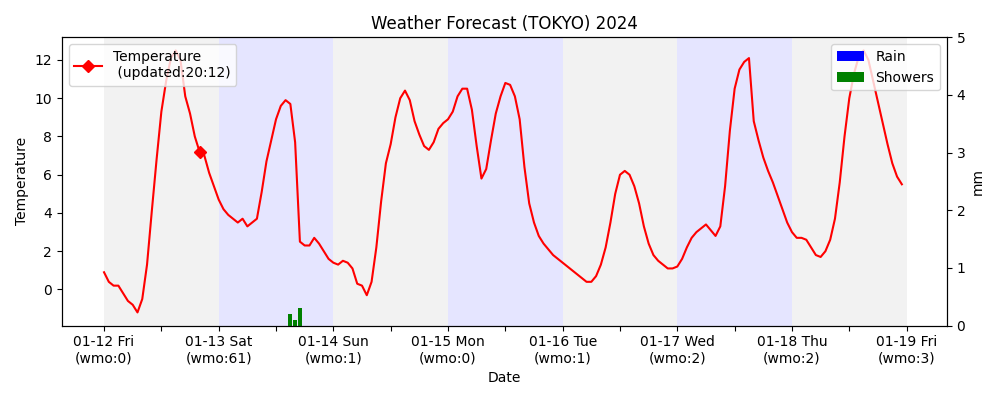 Weather Forecast (TOKYO) 2024
Temperature
(updated:20:12)
Rain
Showers
12
10
8
6
4
2
0
Temperature
5
4
3
2
1
0
mm
01-12 Fri
(wmo:0)
01-13 Sat
(wmo:61)
01-14 Sun
(wmo:1)
01-15 Mon
(wmo:0)
01-16 Tue
(wmo:1)
01-17 Wed
(wmo:2)
01-18 Thu
(wmo:2)
01-19 Fri
(wmo:3)
Date